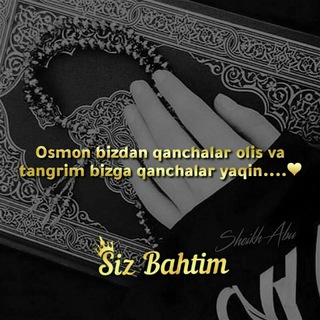 Osmon bizdan qanchalar olis va
tangrim bizga qanchalar yaqin....💛
Sheikh-Abu
Siz Bahtim